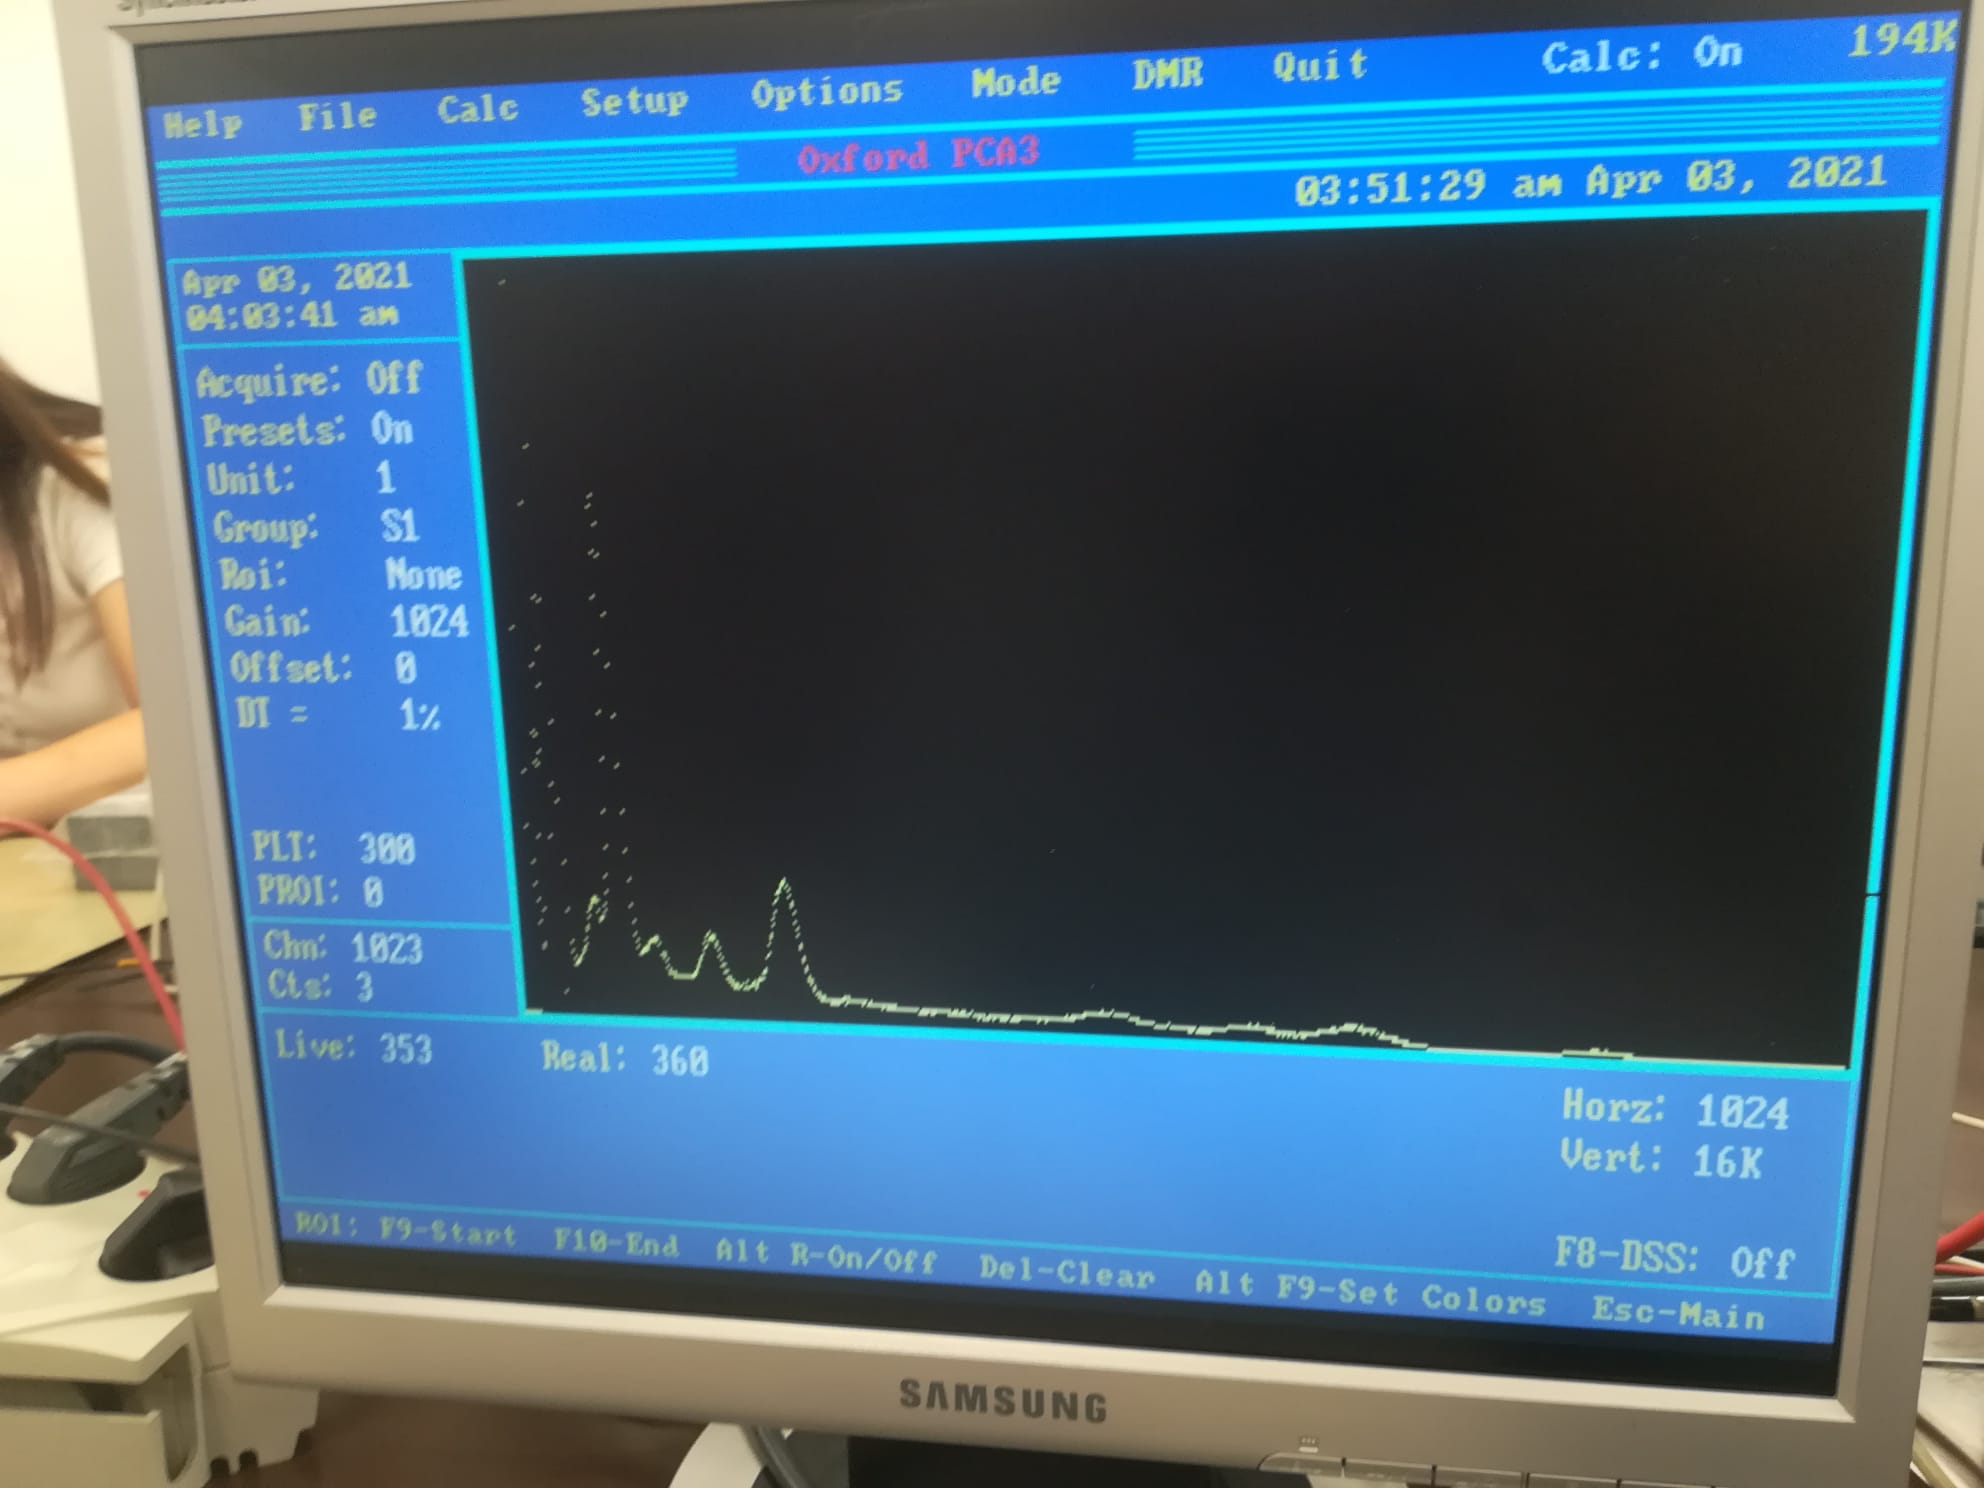 Help File Calc Setup Options Mode DMR Quit Calc: On 194K
Oxford PCA3
03:51:29 am Apr 03, 2021
Apr 03, 2021
04:03:41 am
Acquire: Off
Presets: On
Unit: 1
Group: S1
Roi: None
Gain: 1024
Offset: 0
DT = 1%
PLT: 300
PROI: 0
Chn: 1023
Cts: 3
Live: 353 Real: 360
Horz: 1024
Vert: 16K
F8-DSS: Off
ROI: F9-Start F10-End Alt R-On/Off Del-Clear Alt F9-Set Colors Esc-Main
SAMSUNG